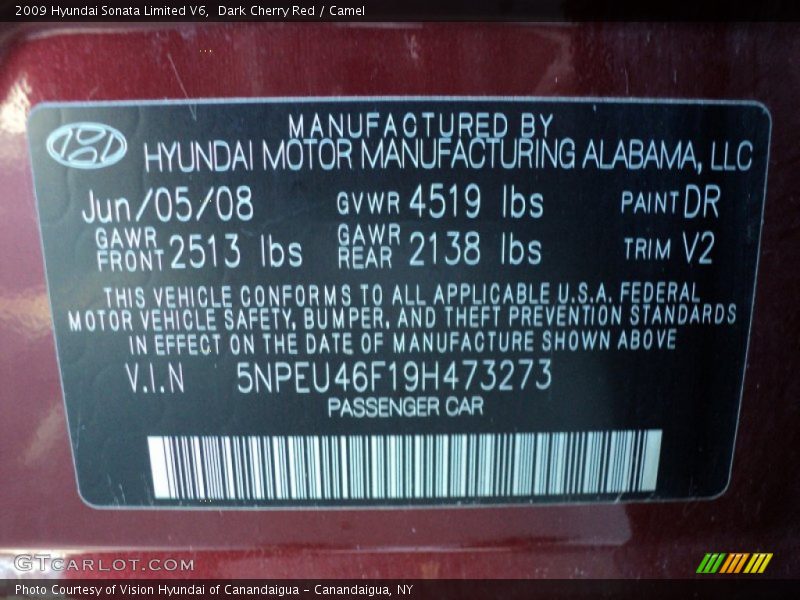 2009 Hyundai Sonata Limited V6,  Dark Cherry Red / Camel
MANUFACTURED BY
HYUNDAI MOTOR MANUFACTURING ALABAMA, LLC
Jun/05/08 GVWR 4519 lbs PAINT DR
GAWR FRONT 2513 lbs GAWR REAR 2138 lbs TRIM V2
THIS VEHICLE CONFORMS TO ALL APPLICABLE U.S.A. FEDERAL
MOTOR VEHICLE SAFETY, BUMPER, AND THEFT PREVENTION STANDARDS
IN EFFECT ON THE DATE OF MANUFACTURE SHOWN ABOVE
V.I.N 5NPEU46F19H473273
PASSENGER CAR
GTCARLOT.COM
Photo Courtesy of Vision Hyundai of Canandaigua - Canandaigua, NY